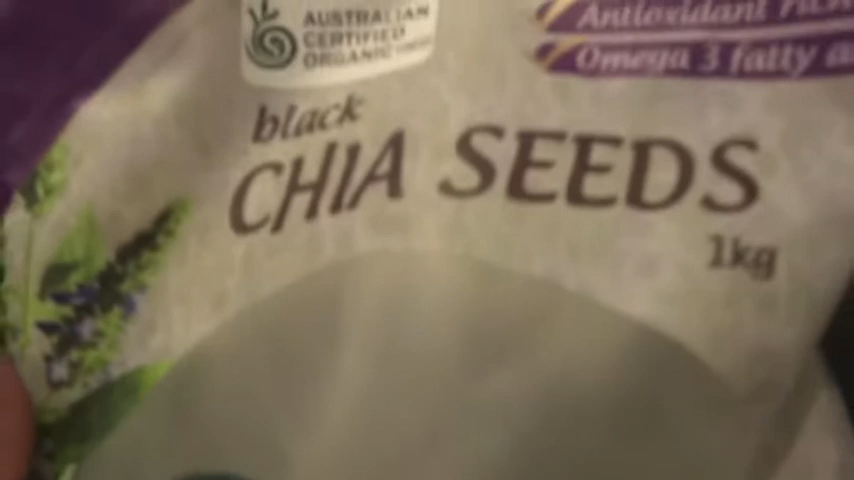 AUSTRALIAN
CERTIFIED
ORGANIC
Antioxidant
Omega 3 fatty
black
CHIA SEEDS
1kg